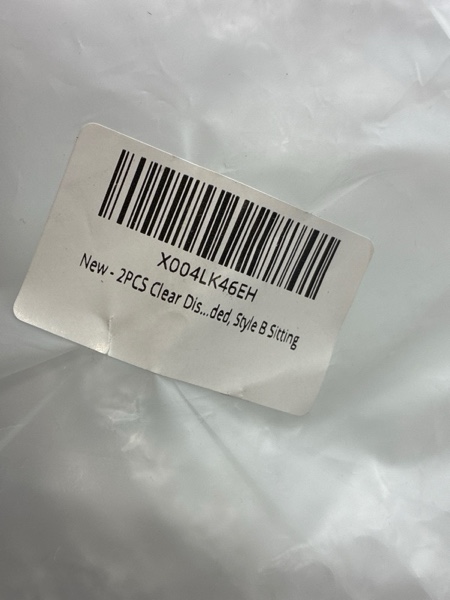 X004LK46EH
New - 2PCS Clear Dis...ded, Style B Sitting